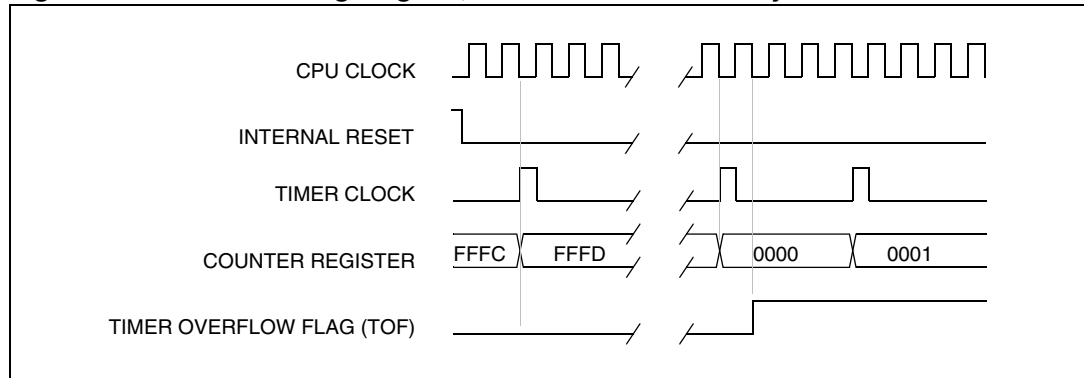 CPU CLOCK
INTERNAL RESET
TIMER CLOCK
COUNTER REGISTER FFFC FFFD 0000 0001
TIMER OVERFLOW FLAG (TOF)